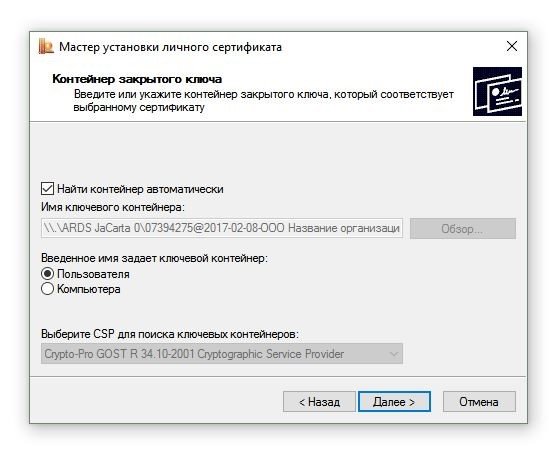 Мастер установки личного сертификата
Контейнер закрытого ключа
Введите или укажите контейнер закрытого ключа, который соответствует
выбранному сертификату
Найти контейнер автоматически
Имя ключевого контейнера:
\\.\ARDS JaCarta 0\07394275@2017-02-08-ООО Название организаци
Обзор...
Введенное имя задает ключевой контейнер:
Пользователя
Компьютера
Выберите CSP для поиска ключевых контейнеров:
Crypto-Pro GOST R 34.10-2001 Cryptographic Service Provider
< Назад
Далее >
Отмена